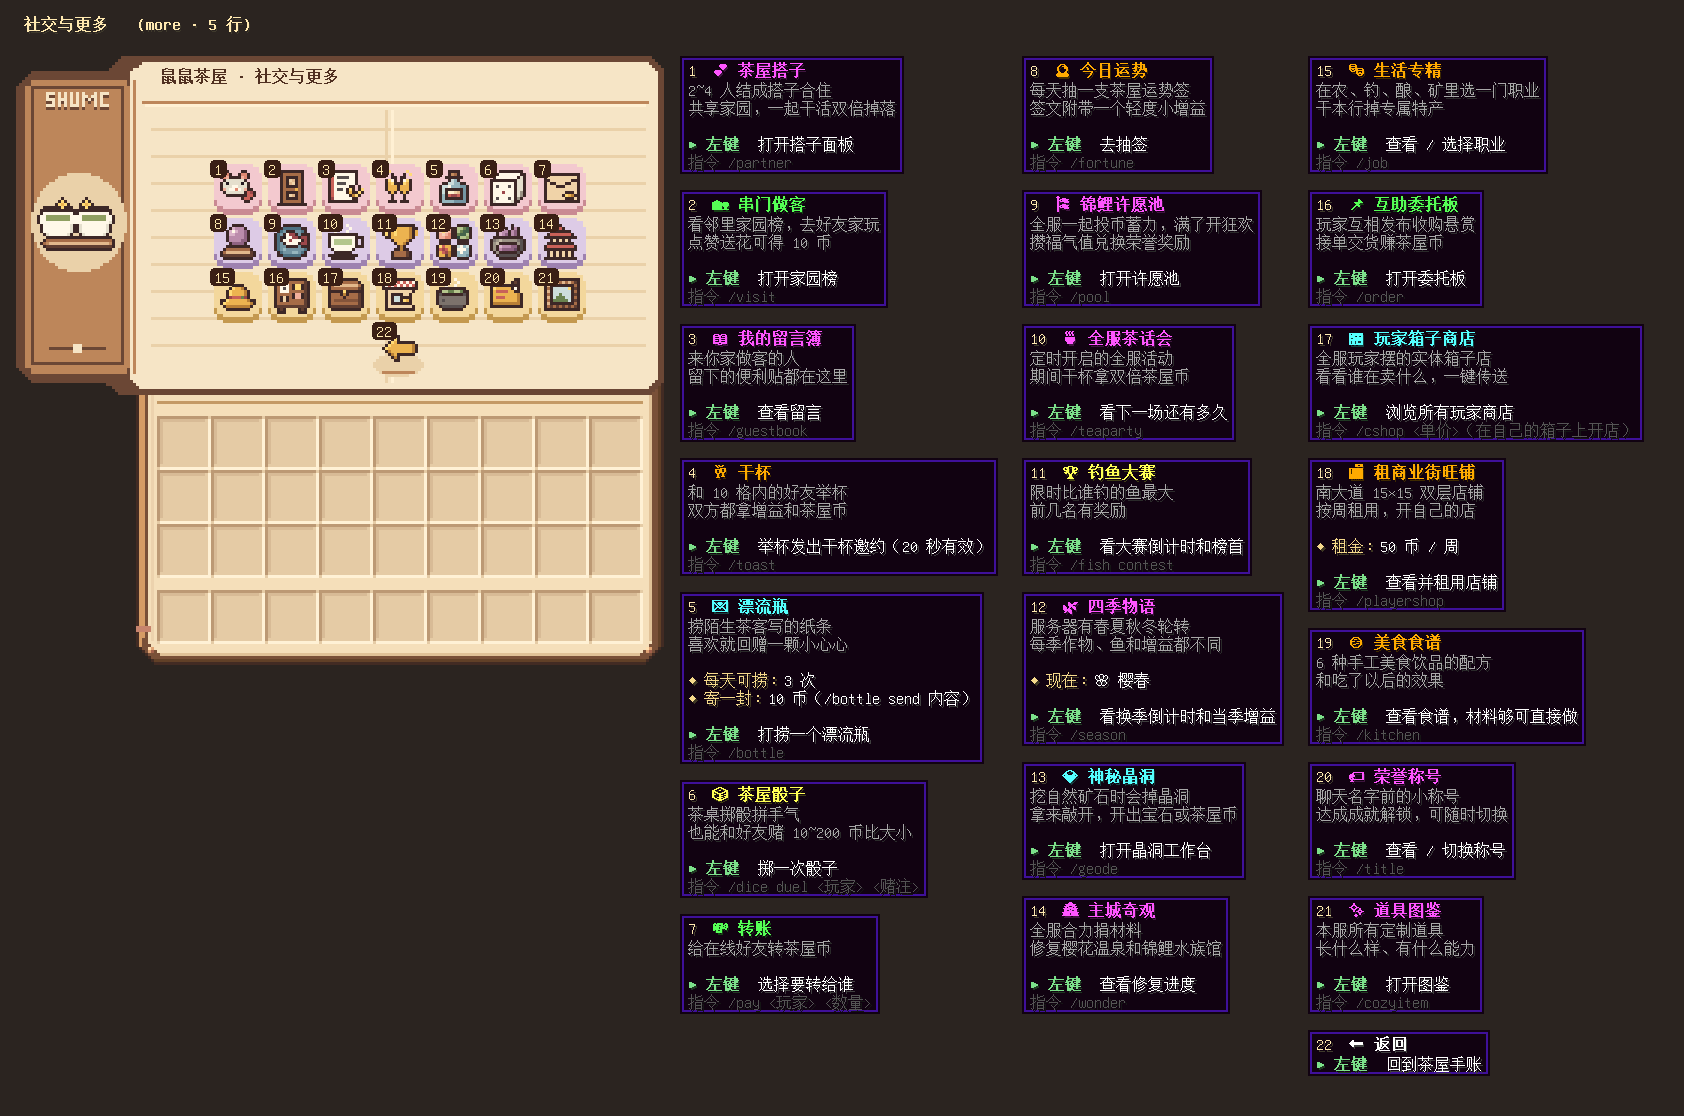 社交与更多 (more · 5 行)
鼠鼠茶屋 · 社交与更多
SHUMC
1
2
3
4
5
6
7
8
9
10
11
12
13
14
15
16
17
18
19
20
21
22
1 茶屋搭子
2~4 人结成搭子合住
共享家园，一起干活双倍掉落
▸ 左键 打开搭子面板
指令 /partner
2 串门做客
看邻里家园榜，去好友家玩
点赞送花可得 10 币
▸ 左键 打开家园榜
指令 /visit
3 我的留言簿
来你家做客的人
留下的便利贴都在这里
▸ 左键 查看留言
指令 /guestbook
4 干杯
和 10 格内的好友举杯
双方都拿增益和茶屋币
▸ 左键 举杯发出干杯邀约（20 秒有效）
指令 /toast
5 漂流瓶
捞陌生茶客写的纸条
喜欢就回赠一颗小心心
◆ 每天可捞：3 次
◆ 寄一封：10 币（/bottle send 内容）
▸ 左键 打捞一个漂流瓶
指令 /bottle
6 茶屋骰子
茶桌掷骰拼手气
也能和好友赌 10~200 币比大小
▸ 左键 掷一次骰子
指令 /dice duel <玩家> <赌注>
7 转账
给在线好友转茶屋币
▸ 左键 选择要转给谁
指令 /pay <玩家> <数量>
8 今日运势
每天抽一支茶屋运势签
签文附带一个轻度小增益
▸ 左键 去抽签
指令 /fortune
9 锦鲤许愿池
全服一起投币蓄力，满了开狂欢
攒福气值兑换荣誉奖励
▸ 左键 打开许愿池
指令 /pool
10 全服茶话会
定时开启的全服活动
期间干杯拿双倍茶屋币
▸ 左键 看下一场还有多久
指令 /teaparty
11 钓鱼大赛
限时比谁钓的鱼最大
前几名有奖励
▸ 左键 看大赛倒计时和榜首
指令 /fish contest
12 四季物语
服务器有春夏秋冬轮转
每季作物、鱼和增益都不同
◆ 现在：🌸 樱春
▸ 左键 看换季倒计时和当季增益
指令 /season
13 神秘晶洞
挖自然矿石时会掉晶洞
拿来敲开，开出宝石或茶屋币
▸ 左键 打开晶洞工作台
指令 /geode
14 主城奇观
全服合力捐材料
修复樱花温泉和锦鲤水族馆
▸ 左键 查看修复进度
指令 /wonder
15 生活专精
在农、钓、酿、矿里选一门职业
干本行掉专属特产
▸ 左键 查看 / 选择职业
指令 /job
16 互助委托板
玩家互相发布收购悬赏
接单交货赚茶屋币
▸ 左键 打开委托板
指令 /order
17 玩家箱子商店
全服玩家摆的实体箱子店
看看谁在卖什么，一键传送
▸ 左键 浏览所有玩家商店
指令 /cshop <单价>（在自己的箱子上开店）
18 租商业街旺铺
南大道 15×15 双层店铺
按周租用，开自己的店
◆ 租金：50 币 / 周
▸ 左键 查看并租用店铺
指令 /playershop
19 美食食谱
6 种手工美食饮品的配方
和吃了以后的效果
▸ 左键 查看食谱，材料够可直接做
指令 /kitchen
20 荣誉称号
聊天名字前的小称号
达成成就解锁，可随时切换
▸ 左键 查看 / 切换称号
指令 /title
21 道具图鉴
本服所有定制道具
长什么样、有什么能力
▸ 左键 打开图鉴
指令 /cozyitem
22 返回
▸ 左键 回到茶屋手账